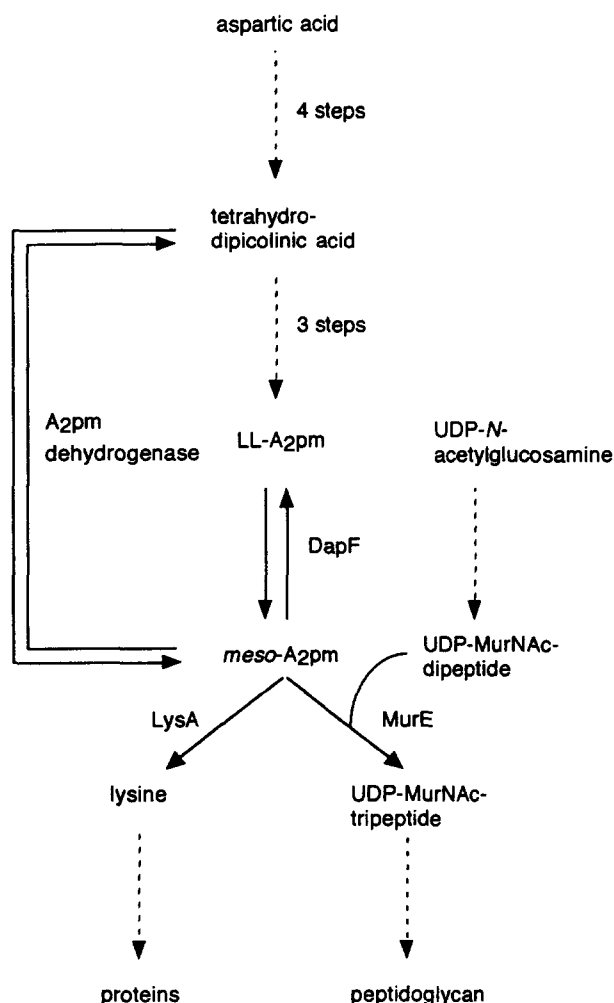 aspartic acid
4 steps
tetrahydro-
dipicolinic acid
3 steps
A2pm
dehydrogenase
LL-A2pm
UDP-N-
acetylglucosamine
DapF
meso-A2pm
UDP-MurNAc-
dipeptide
LysA
MurE
lysine
UDP-MurNAc-
tripeptide
proteins
peptidoglycan